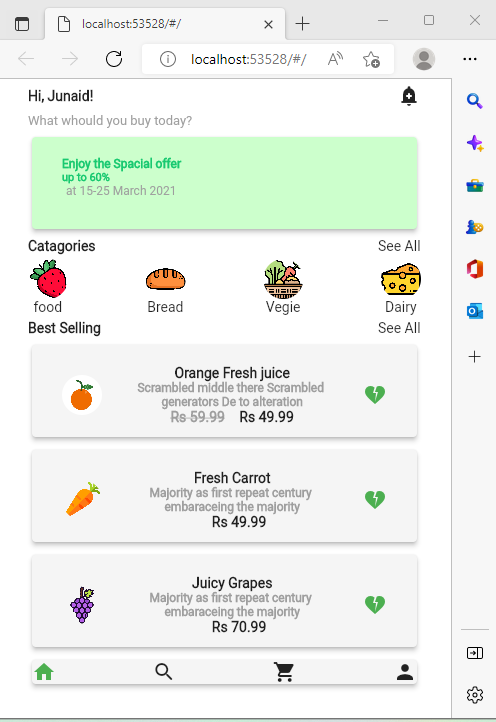 localhost:53528/#/
localhost:53528/#/
Hi, Junaid!
What whould you buy today?
Enjoy the Spacial offer
up to 60%
at 15-25 March 2021
Catagories See All
food Bread Vegie Dairy
Best Selling See All
Orange Fresh juice
Scrambled middle there Scrambled
generators De to alteration
Rs 59.99 Rs 49.99
Fresh Carrot
Majority as first repeat century
embaraceing the majority
Rs 49.99
Juicy Grapes
Majority as first repeat century
embaraceing the majority
Rs 70.99